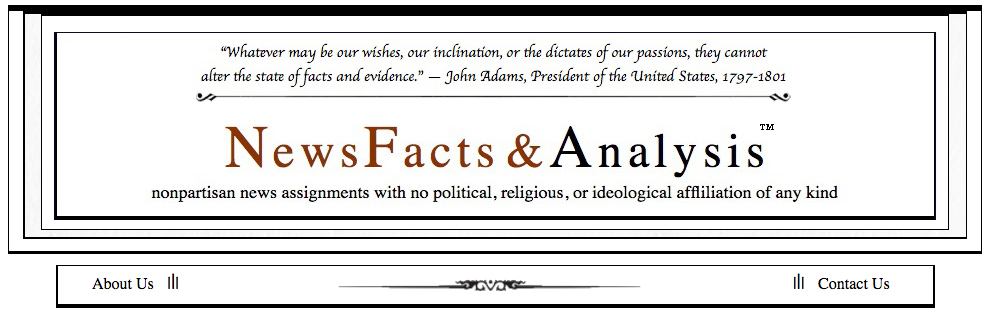 “Whatever may be our wishes, our inclination, or the dictates of our passions, they cannot
alter the state of facts and evidence.” — John Adams, President of the United States, 1797-1801
NewsFacts & Analysis™
nonpartisan news assignments with no political, religious, or ideological affliliation of any kind
About Us
Contact Us